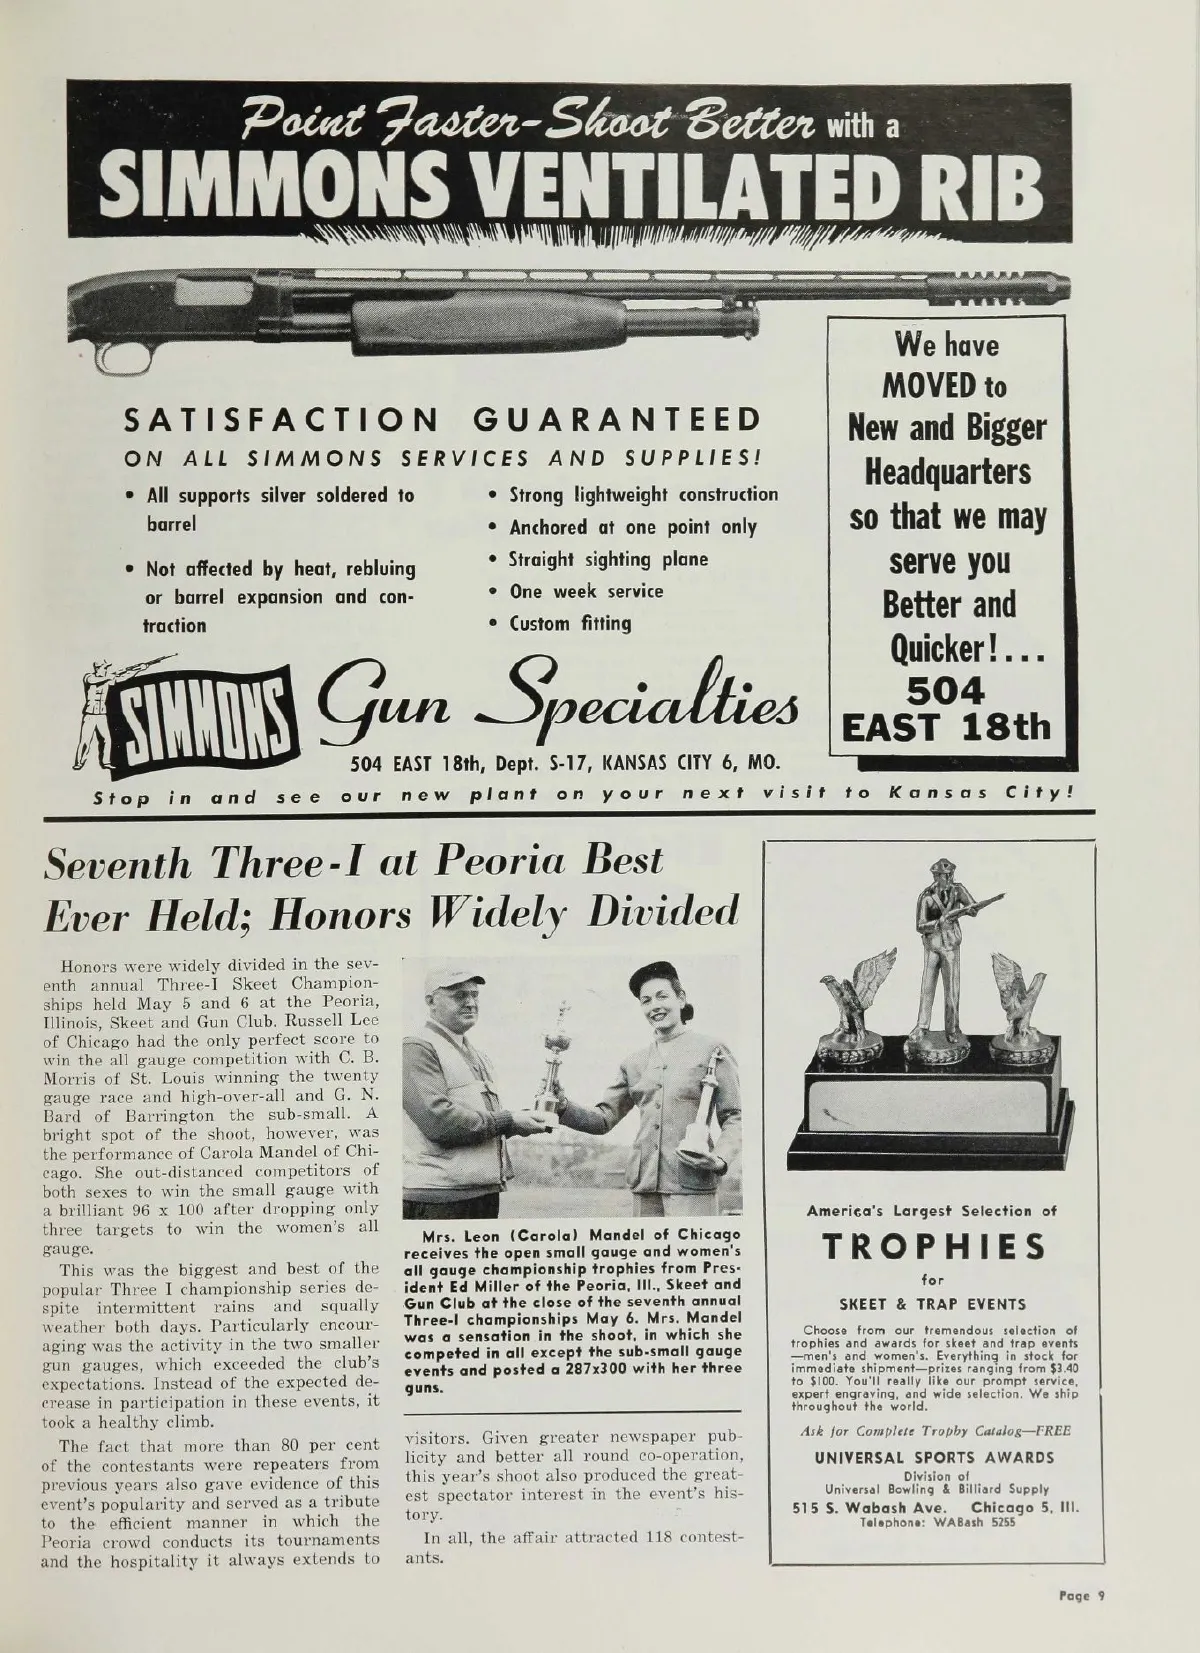 Point Faster-Shoot Better with a
SIMMONS VENTILATED RIB
SATISFACTION GUARANTEED
ON ALL SIMMONS SERVICES AND SUPPLIES!
• All supports silver soldered to
barrel
• Not affected by heat, rebluing
or barrel expansion and con-
traction
• Strong lightweight construction
• Anchored at one point only
• Straight sighting plane
• One week service
• Custom fitting
We have
MOVED to
New and Bigger
Headquarters
so that we may
serve you
Better and
Quicker!...
504
EAST 18th
SIMMONS
Gun Specialties
504 EAST 18th, Dept. S-17, KANSAS CITY 6, MO.
Stop in and see our new plant on your next visit to Kansas City!
Seventh Three-I at Peoria Best
Ever Held; Honors Widely Divided
Honors were widely divided in the sev-
enth annual Three-I Skeet Champion-
ships held May 5 and 6 at the Peoria,
Illinois, Skeet and Gun Club. Russell Lee
of Chicago had the only perfect score to
win the all gauge competition with C. B.
Morris of St. Louis winning the twenty
gauge race and high-over-all and G. N.
Bard of Barrington the sub-small. A
bright spot of the shoot, however, was
the performance of Carola Mandel of Chi-
cago. She out-distanced competitors of
both sexes to win the small gauge with
a brilliant 96 x 100 after dropping only
three targets to win the women's all
gauge.
This was the biggest and best of the
popular Three I championship series de-
spite intermittent rains and squally
weather both days. Particularly encour-
aging was the activity in the two smaller
gun gauges, which exceeded the club's
expectations. Instead of the expected de-
crease in participation in these events, it
took a healthy climb.
The fact that more than 80 per cent
of the contestants were repeaters from
previous years also gave evidence of this
event's popularity and served as a tribute
to the efficient manner in which the
Peoria crowd conducts its tournaments
and the hospitality it always extends to
Mrs. Leon (Carola) Mandel of Chicago
receives the open small gauge and women's
all gauge championship trophies from Pres-
ident Ed Miller of the Peoria, Ill., Skeet and
Gun Club at the close of the seventh annual
Three-I championships May 6. Mrs. Mandel
was a sensation in the shoot, in which she
competed in all except the sub-small gauge
events and posted a 287x300 with her three
guns.
visitors. Given greater newspaper pub-
licity and better all round co-operation,
this year's shoot also produced the great-
est spectator interest in the event's his-
tory.
In all, the affair attracted 118 contest-
ants.
America's Largest Selection of
TROPHIES
for
SKEET & TRAP EVENTS
Choose from our tremendous selection of
trophies and awards for skeet and trap events
—men's and women's. Everything in stock for
immediate shipment—prizes ranging from $3.40
to $100. You'll really like our prompt service,
expert engraving, and wide selection. We ship
throughout the world.
Ask for Complete Trophy Catalog—FREE
UNIVERSAL SPORTS AWARDS
Division of
Universal Bowling & Billiard Supply
515 S. Wabash Ave. Chicago 5, Ill.
Telephone: WABash 5255
Page 9